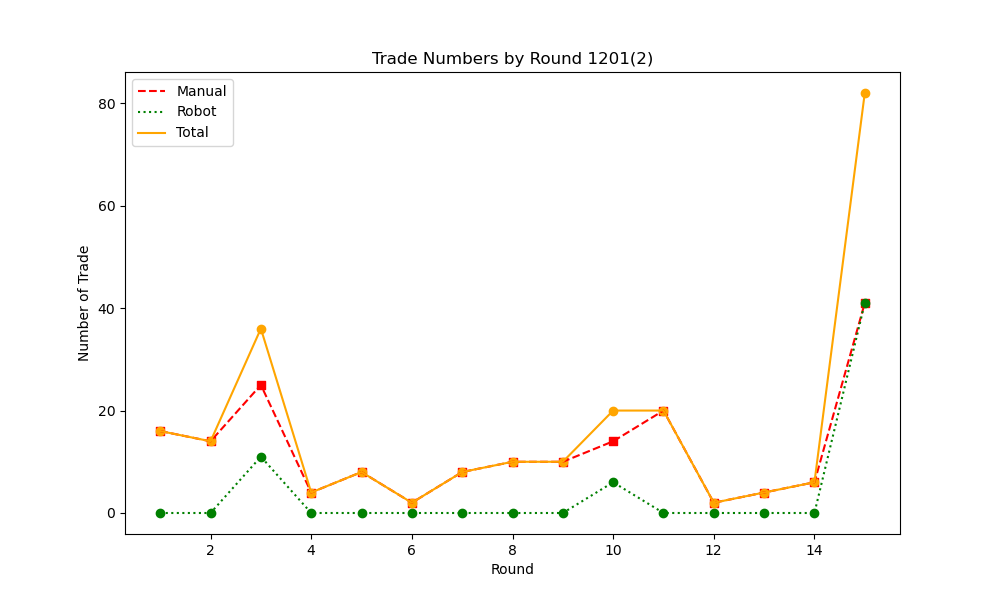 Trade Numbers by Round 1201(2)
Manual
Robot
Total
Number of Trade
80
60
40
20
0
2 4 6 8 10 12 14
Round